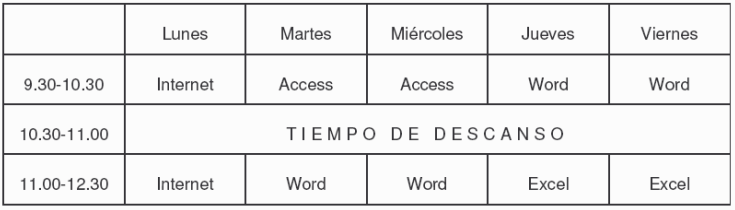 Lunes Martes Miércoles Jueves Viernes
9.30-10.30 Internet Access Access Word Word
10.30-11.00 TIEMPO DE DESCANSO
11.00-12.30 Internet Word Word Excel Excel